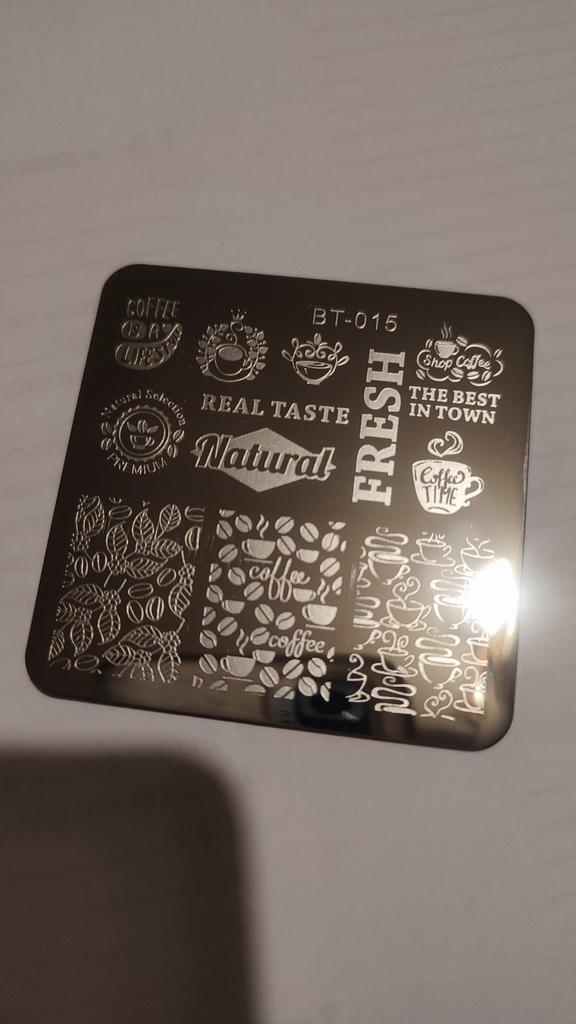 COFFEE
IS A
LIFESTYLE
BT-015
Shop Coffee
REAL TASTE
FRESH
THE BEST
IN TOWN
Natural Selection
PREMIUM
Natural
Coffee
TIME
coffee
coffee